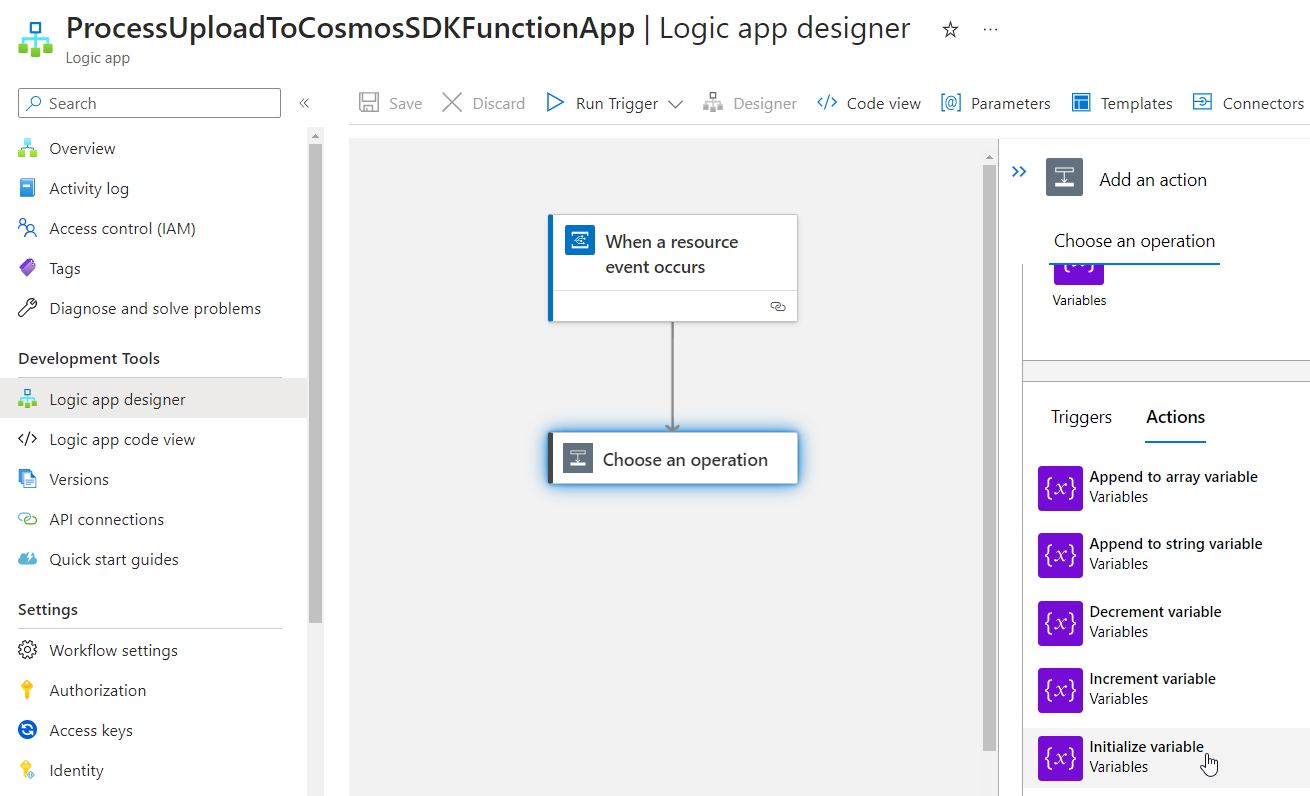 ProcessUploadToCosmosSDKFunctionApp | Logic app designer
Logic app
Search
Save
Discard
Run Trigger
Designer
Code view
Parameters
Templates
Connectors
Overview
Activity log
Access control (IAM)
Tags
Diagnose and solve problems
Development Tools
Logic app designer
Logic app code view
Versions
API connections
Quick start guides
Settings
Workflow settings
Authorization
Access keys
Identity
When a resource
event occurs
Choose an operation
Add an action
Choose an operation
Variables
Triggers
Actions
Append to array variable
Variables
Append to string variable
Variables
Decrement variable
Variables
Increment variable
Variables
Initialize variable
Variables